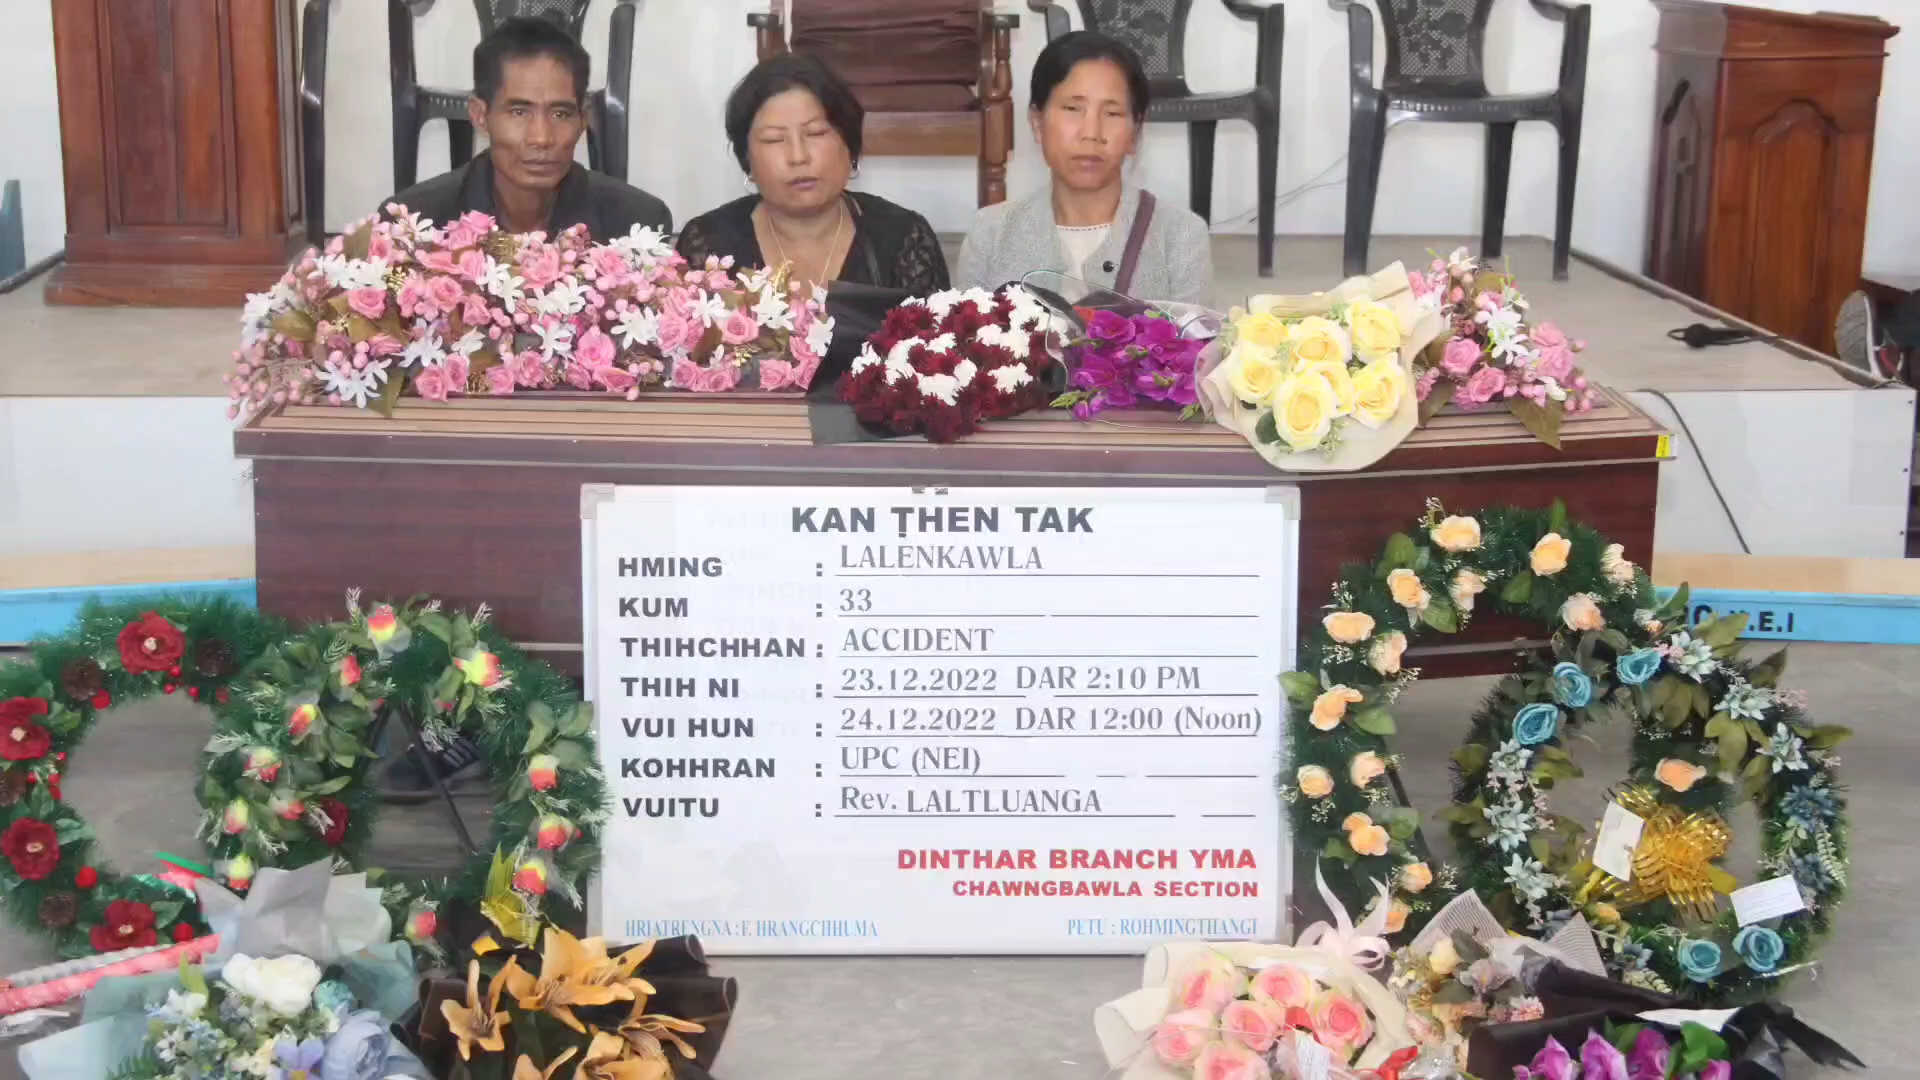 KAN ṬHEN TAK
HMING : LALENKAWLA
KUM : 33
THIHCHHAN : ACCIDENT
THIH NI : 23.12.2022 DAR 2:10 PM
VUI HUN : 24.12.2022 DAR 12:00 (Noon)
KOHHRAN : UPC (NEI)
VUITU : Rev. LALTLUANGA
DINTHAR BRANCH YMA
CHAWNGBAWLA SECTION
HRIATRENGNA : F. HRANGCHHUMA PETU : ROHMINGTHANGI